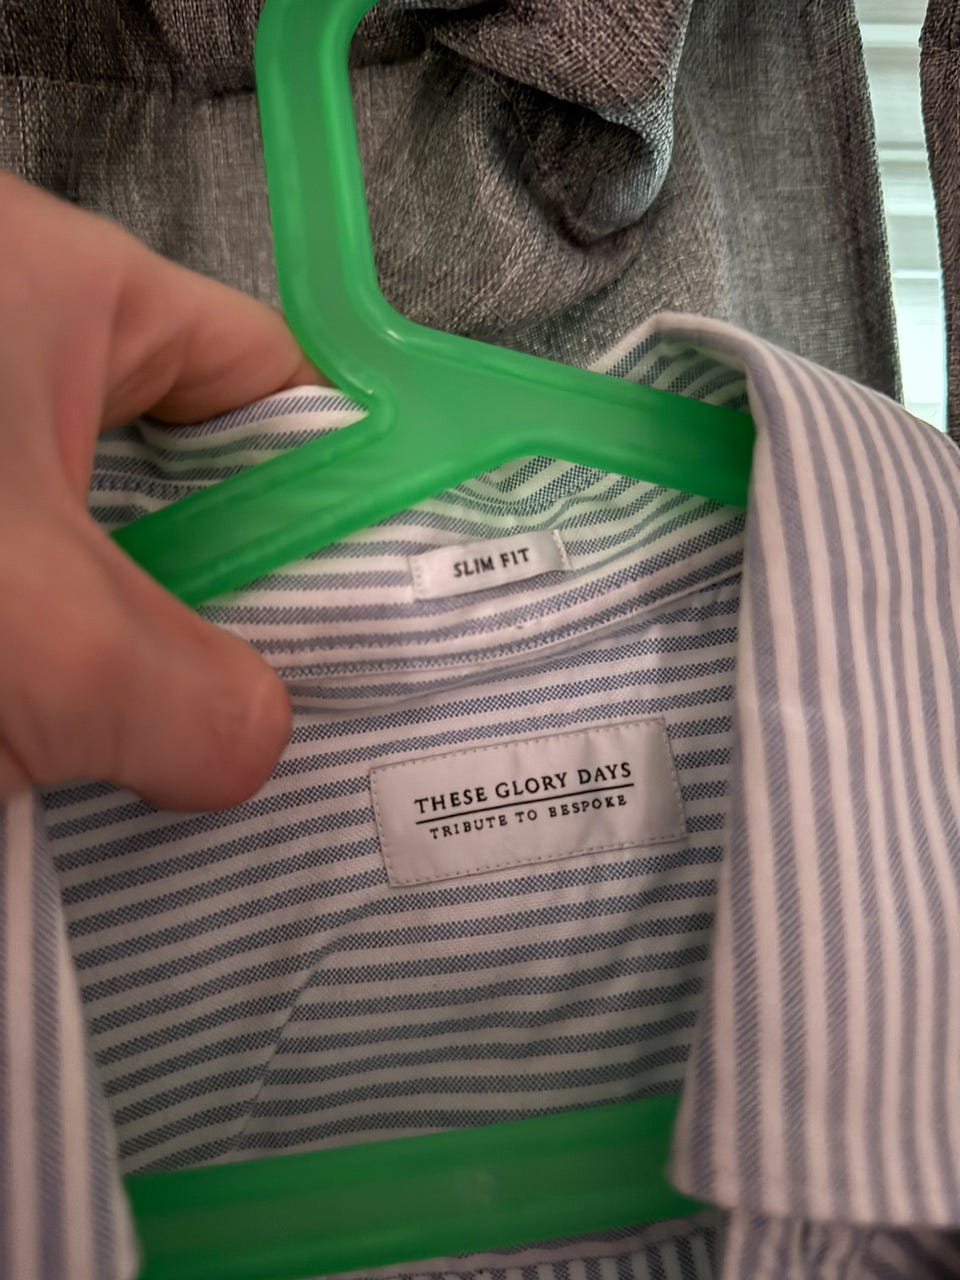 SLIM FIT
THESE GLORY DAYS
TRIBUTE TO BESPOKE